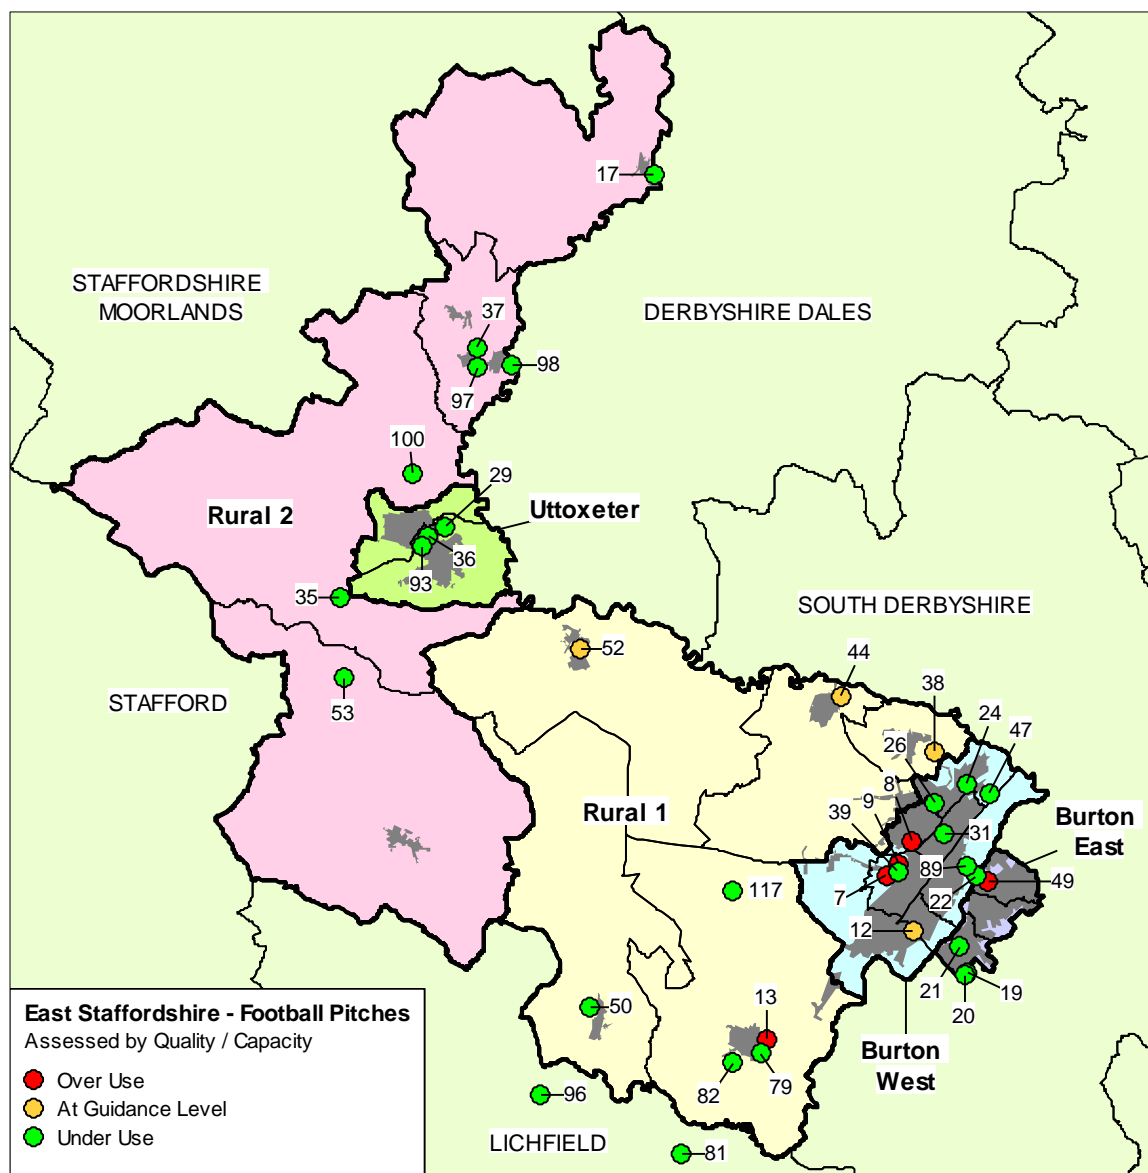 17
STAFFORDSHIRE
MOORLANDS
DERBYSHIRE DALES
37
98
97
100
29
Rural 2
Uttoxeter
36
93
35
SOUTH DERBYSHIRE
52
44
53
STAFFORD
38
24
47
26
8
9
Rural 1
39
31
Burton
East
89
117
7
22
49
12
50
13
21
19
20
East Staffordshire - Football Pitches
Assessed by Quality / Capacity
Burton
West
Over Use
79
82
96
At Guidance Level
Under Use
LICHFIELD
81